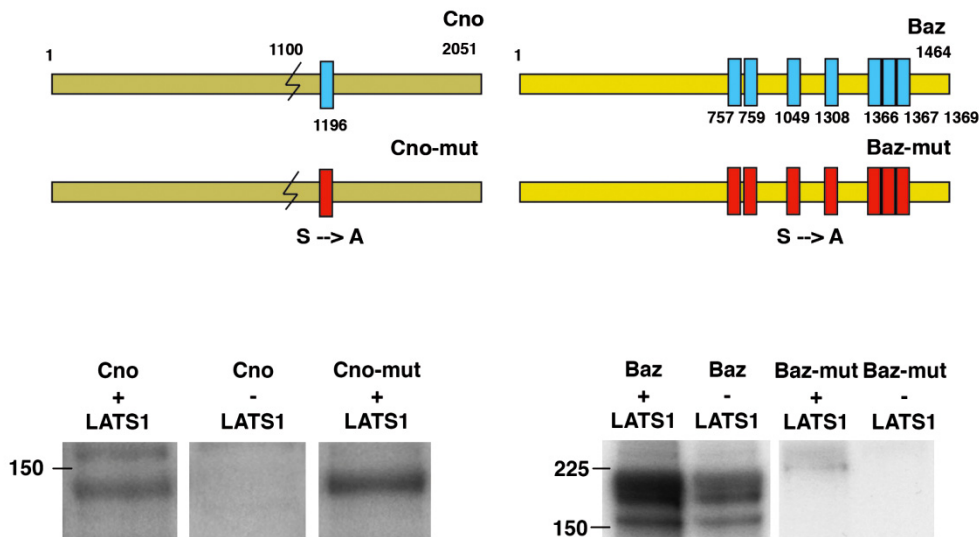 Cno
1 1100 2051
1196
Cno-mut
S --> A
Baz
1 1464
757 759 1049 1308 1366 1367 1369
Baz-mut
S --> A
Cno Cno Cno-mut
+ - +
LATS1 LATS1 LATS1
150
Baz Baz Baz-mut Baz-mut
+ - + -
LATS1 LATS1 LATS1 LATS1
225
150